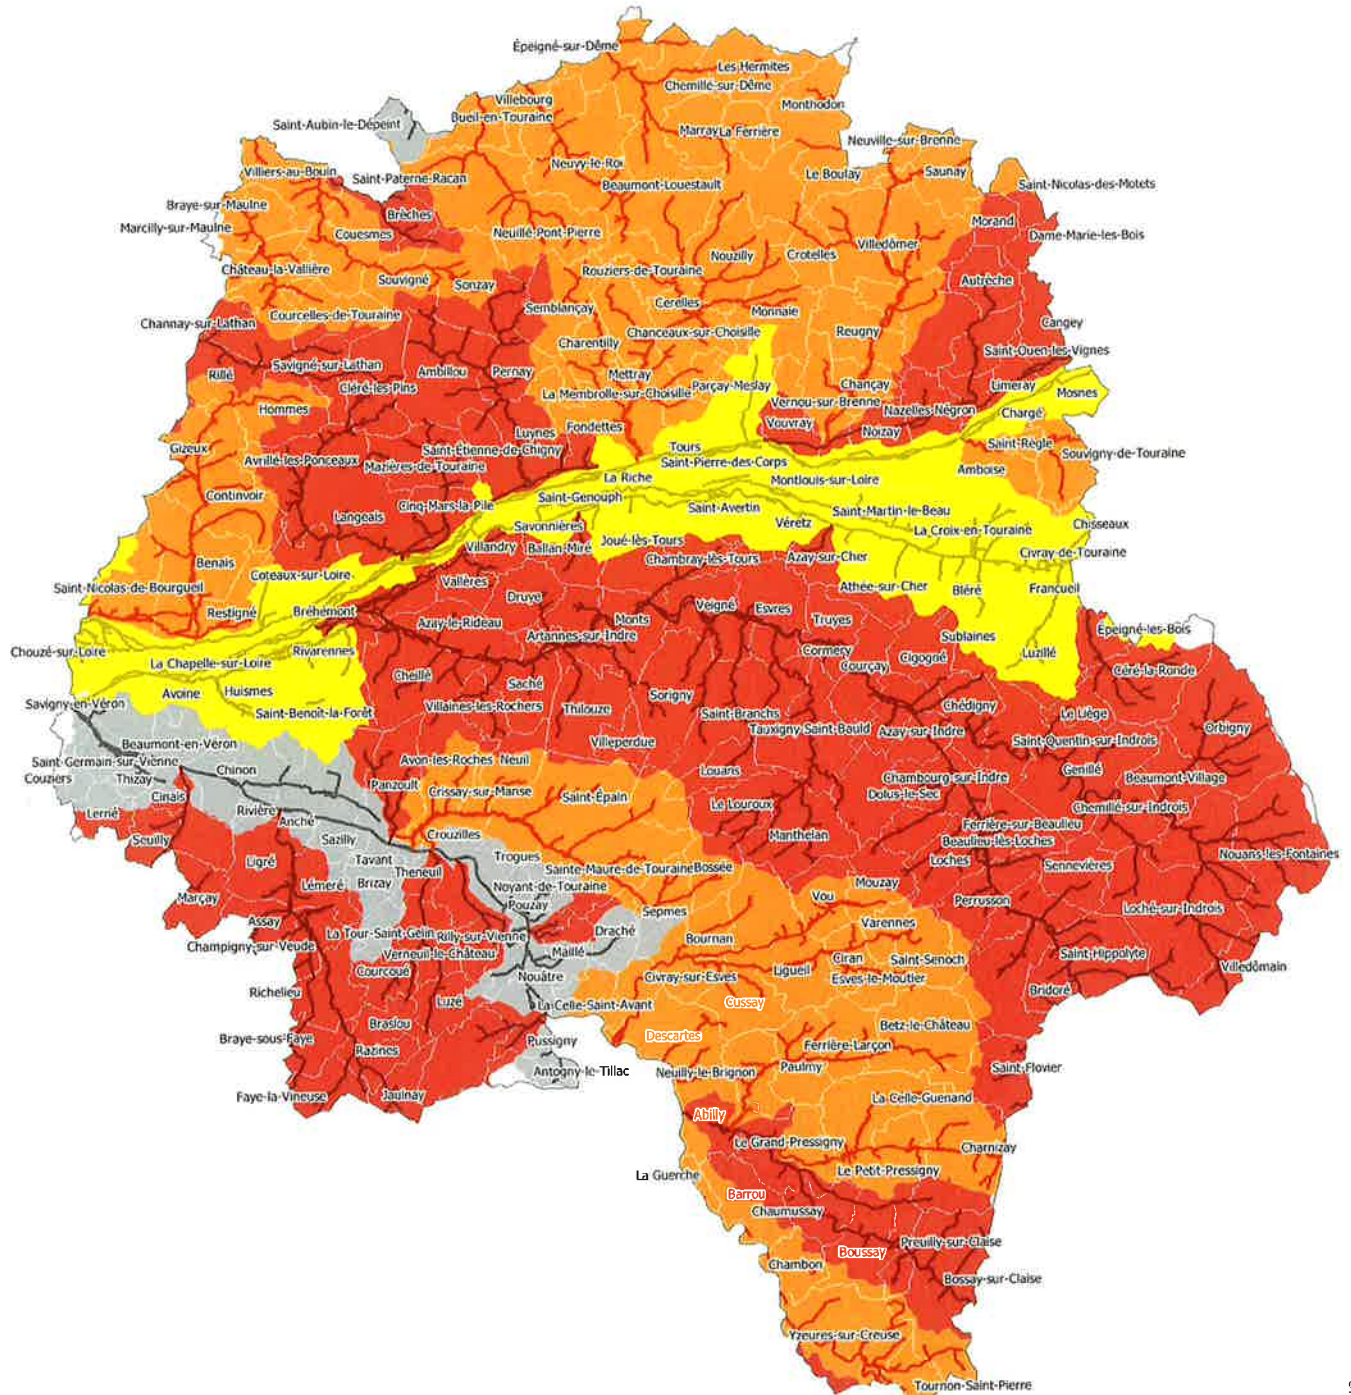 Épeigné-sur-Dême
Les Hermites
Chemillé-sur-Dême
Villebourg
Monthodon
Bueil-en-Touraine
Saint-Aubin-le-Dépeint
Marray
La Ferrière
Neuville-sur-Brenne
Neuvy-le-Roi
Villiers-au-Bouin
Saint-Paterne-Racan
Le Boulay
Saunay
Beaumont-Louestault
Saint-Nicolas-des-Motets
Braye-sur-Maulne
Brèches
Morand
Marcilly-sur-Maulne
Couesmes
Neuillé-Pont-Pierre
Dame-Marie-les-Bois
Villedômer
Nouzilly
Crotelles
Château-la-Vallière
Rouziers-de-Touraine
Souvigné
Sonzay
Autrèche
Cerelles
Semblançay
Monnaie
Courcelles-de-Touraine
Channay-sur-Lathan
Cangey
Chanceaux-sur-Choisille
Reugny
Charentilly
Saint-Ouen-les-Vignes
Savigné-sur-Lathan
Ambillou
Pernay
Rillé
Mettray
Cléré-les-Pins
Parçay-Meslay
Chançay
Limeray
Mosnes
La Membrolle-sur-Choisille
Vernou-sur-Brenne
Hommes
Nazelles-Négron
Chargé
Vouvray
Fondettes
Luynes
Noizay
Saint-Règle
Gizeux
Saint-Étienne-de-Chigny
Tours
Souvigny-de-Touraine
Avrillé-les-Ponceaux
Mazières-de-Touraine
Saint-Pierre-des-Corps
Amboise
La Riche
Montlouis-sur-Loire
Continvoir
Saint-Genouph
Cinq-Mars-la-Pile
Saint-Avertin
Saint-Martin-le-Beau
Langeais
Savonnières
Véretz
La Croix-en-Touraine
Chisseaux
Villandry
Ballan-Miré
Joué-lès-Tours
Civray-de-Touraine
Chambray-lès-Tours
Azay-sur-Cher
Benais
Coteaux-sur-Loire
Saint-Nicolas-de-Bourgueil
Vallères
Athée-sur-Cher
Bléré
Francueil
Druye
Restigné
Bréhémont
Veigné
Esvres
Azay-le-Rideau
Monts
Truyes
Artannes-sur-Indre
Sublaines
Épeigné-les-Bois
Chouzé-sur-Loire
Rivarennes
Cormery
Luzillé
La Chapelle-sur-Loire
Courçay
Cigogné
Céré-la-Ronde
Cheillé
Saché
Avoine
Huismes
Sorigny
Savigny-en-Véron
Villaines-les-Rochers
Thilouze
Chédigny
Saint-Benoît-la-Forêt
Saint-Branchs
Le Liège
Tauxigny-Saint-Bauld
Azay-sur-Indre
Orbigny
Beaumont-en-Véron
Villeperdue
Saint-Quentin-sur-Indrois
Saint-Germain-sur-Vienne
Avon-les-Roches
Neuil
Chinon
Louans
Genillé
Couziers
Thizay
Panzoult
Chambourg-sur-Indre
Beaumont-Village
Crissay-sur-Manse
Dolus-le-Sec
Cinais
Saint-Épain
Le Louroux
Chemillé-sur-Indrois
Lerné
Rivière
Anché
Ferrière-sur-Beaulieu
Seuilly
Sazilly
Crouzilles
Manthelan
Beaulieu-lès-Loches
Nouans-les-Fontaines
Ligré
Tavant
Trogues
Loches
Sennevières
Theneuil
Sainte-Maure-de-Touraine
Bossée
Lémeré
Brizay
Noyant-de-Touraine
Mouzay
Marçay
Vou
Perrusson
Pouzay
Sepmes
Loché-sur-Indrois
Assay
Varennes
La Tour-Saint-Gelin
Rilly-sur-Vienne
Draché
Bournan
Champigny-sur-Veude
Verneuil-le-Château
Maillé
Saint-Hippolyte
Ciran
Saint-Senoch
Courcoué
Ligueil
Villedômain
Nouâtre
Civray-sur-Esves
Esves-le-Moutier
Richelieu
Bridoré
Luzé
La Celle-Saint-Avant
Cussay
Braslou
Betz-le-Château
Braye-sous-Faye
Descartes
Pussigny
Ferrière-Larçon
Razines
Antogny-le-Tillac
Neuilly-le-Brignon
Paulmy
Saint-Flovier
Faye-la-Vineuse
Jaulnay
La Celle-Guenand
Abilly
Le Grand-Pressigny
Charnizay
La Guerche
Le Petit-Pressigny
Barrou
Chaumussay
Preuilly-sur-Claise
Boussay
Chambon
Bossay-sur-Claise
Yzeures-sur-Creuse
Tournon-Saint-Pierre